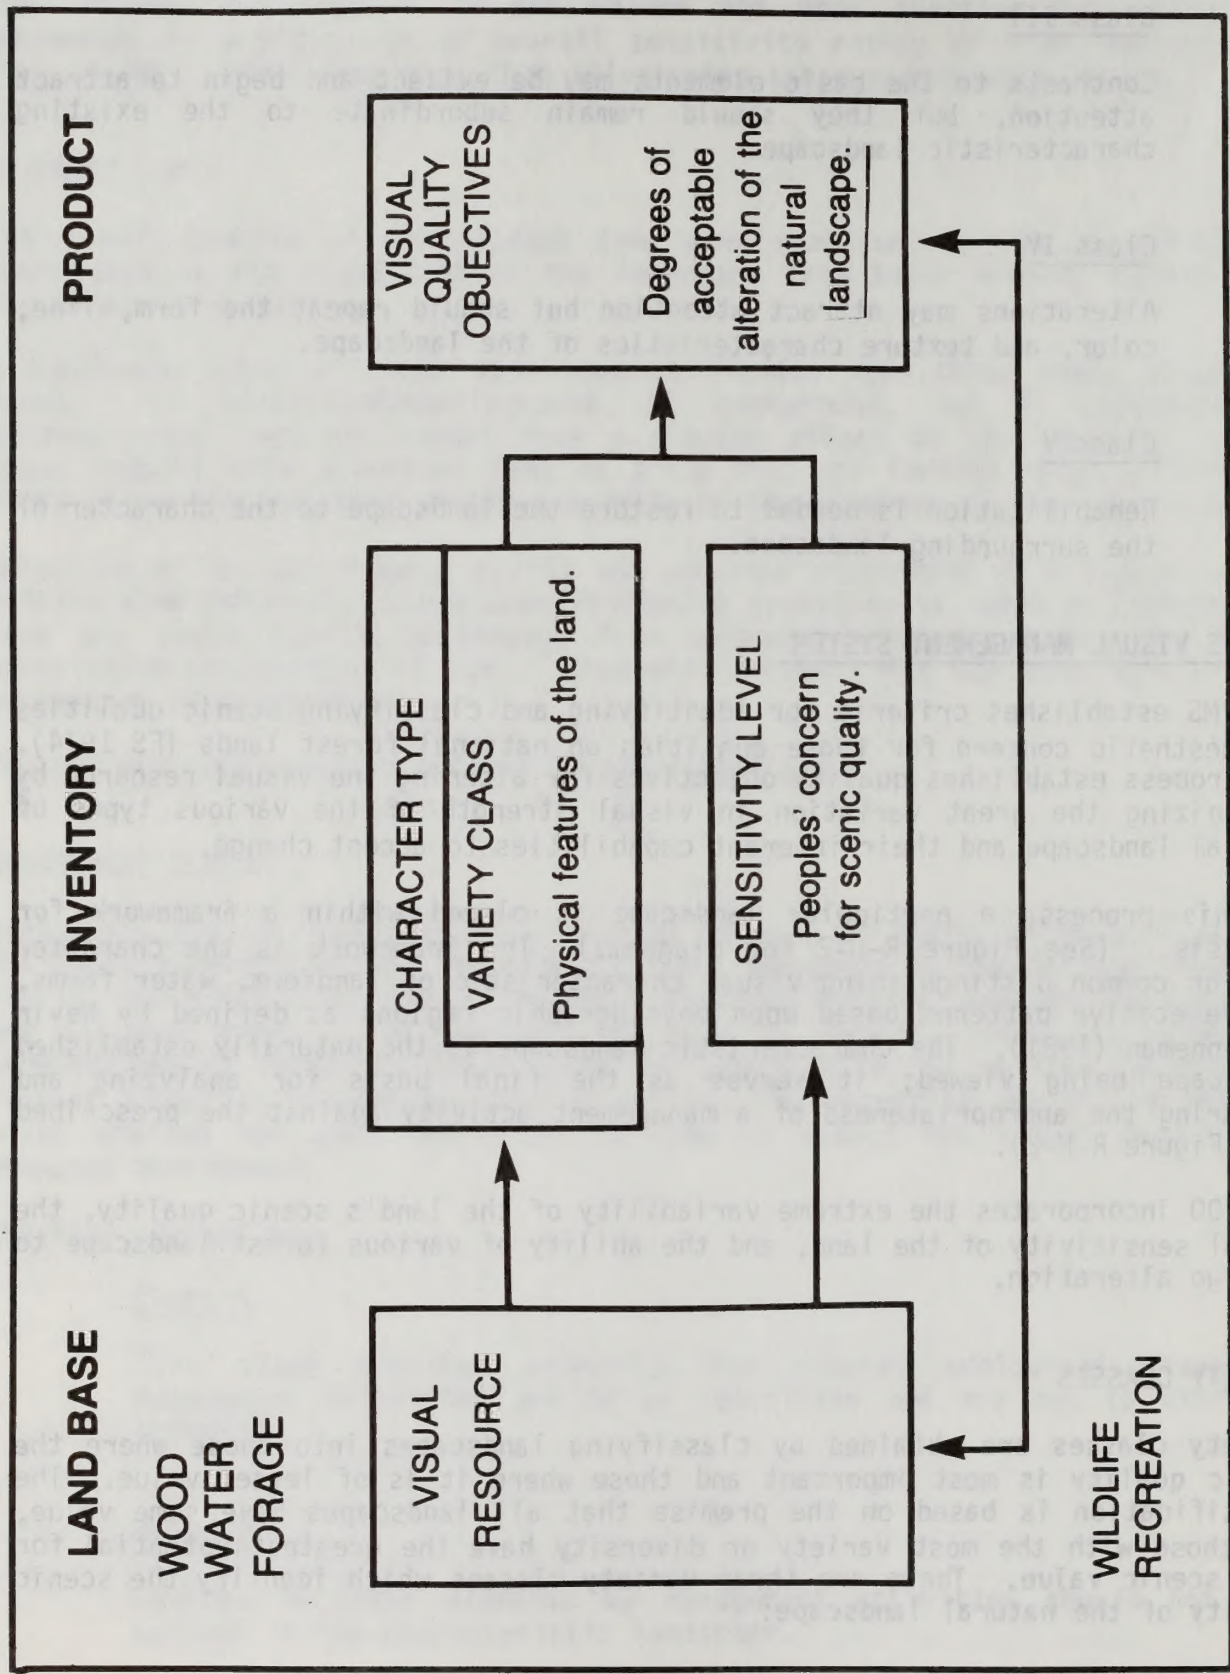 LAND BASE
WOOD
WATER
FORAGE
VISUAL
RESOURCE
WILDLIFE
RECREATION
INVENTORY
CHARACTER TYPE
VARIETY CLASS
Physical features of the land.
SENSITIVITY LEVEL
Peoples concern
for scenic quality.
PRODUCT
VISUAL
QUALITY
OBJECTIVES
Degrees of
acceptable
alteration of the
natural
landscape.